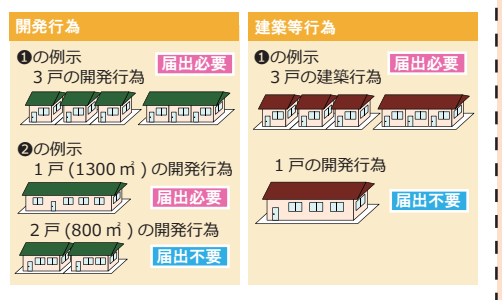 開発行為
❶の例示
３戸の開発行為
届出必要
❷の例示
１戸 (1300 ㎡ ) の開発行為
届出必要
２戸 (800 ㎡ ) の開発行為
届出不要
建築等行為
❶の例示
３戸の建築行為
届出必要
１戸の開発行為
届出不要